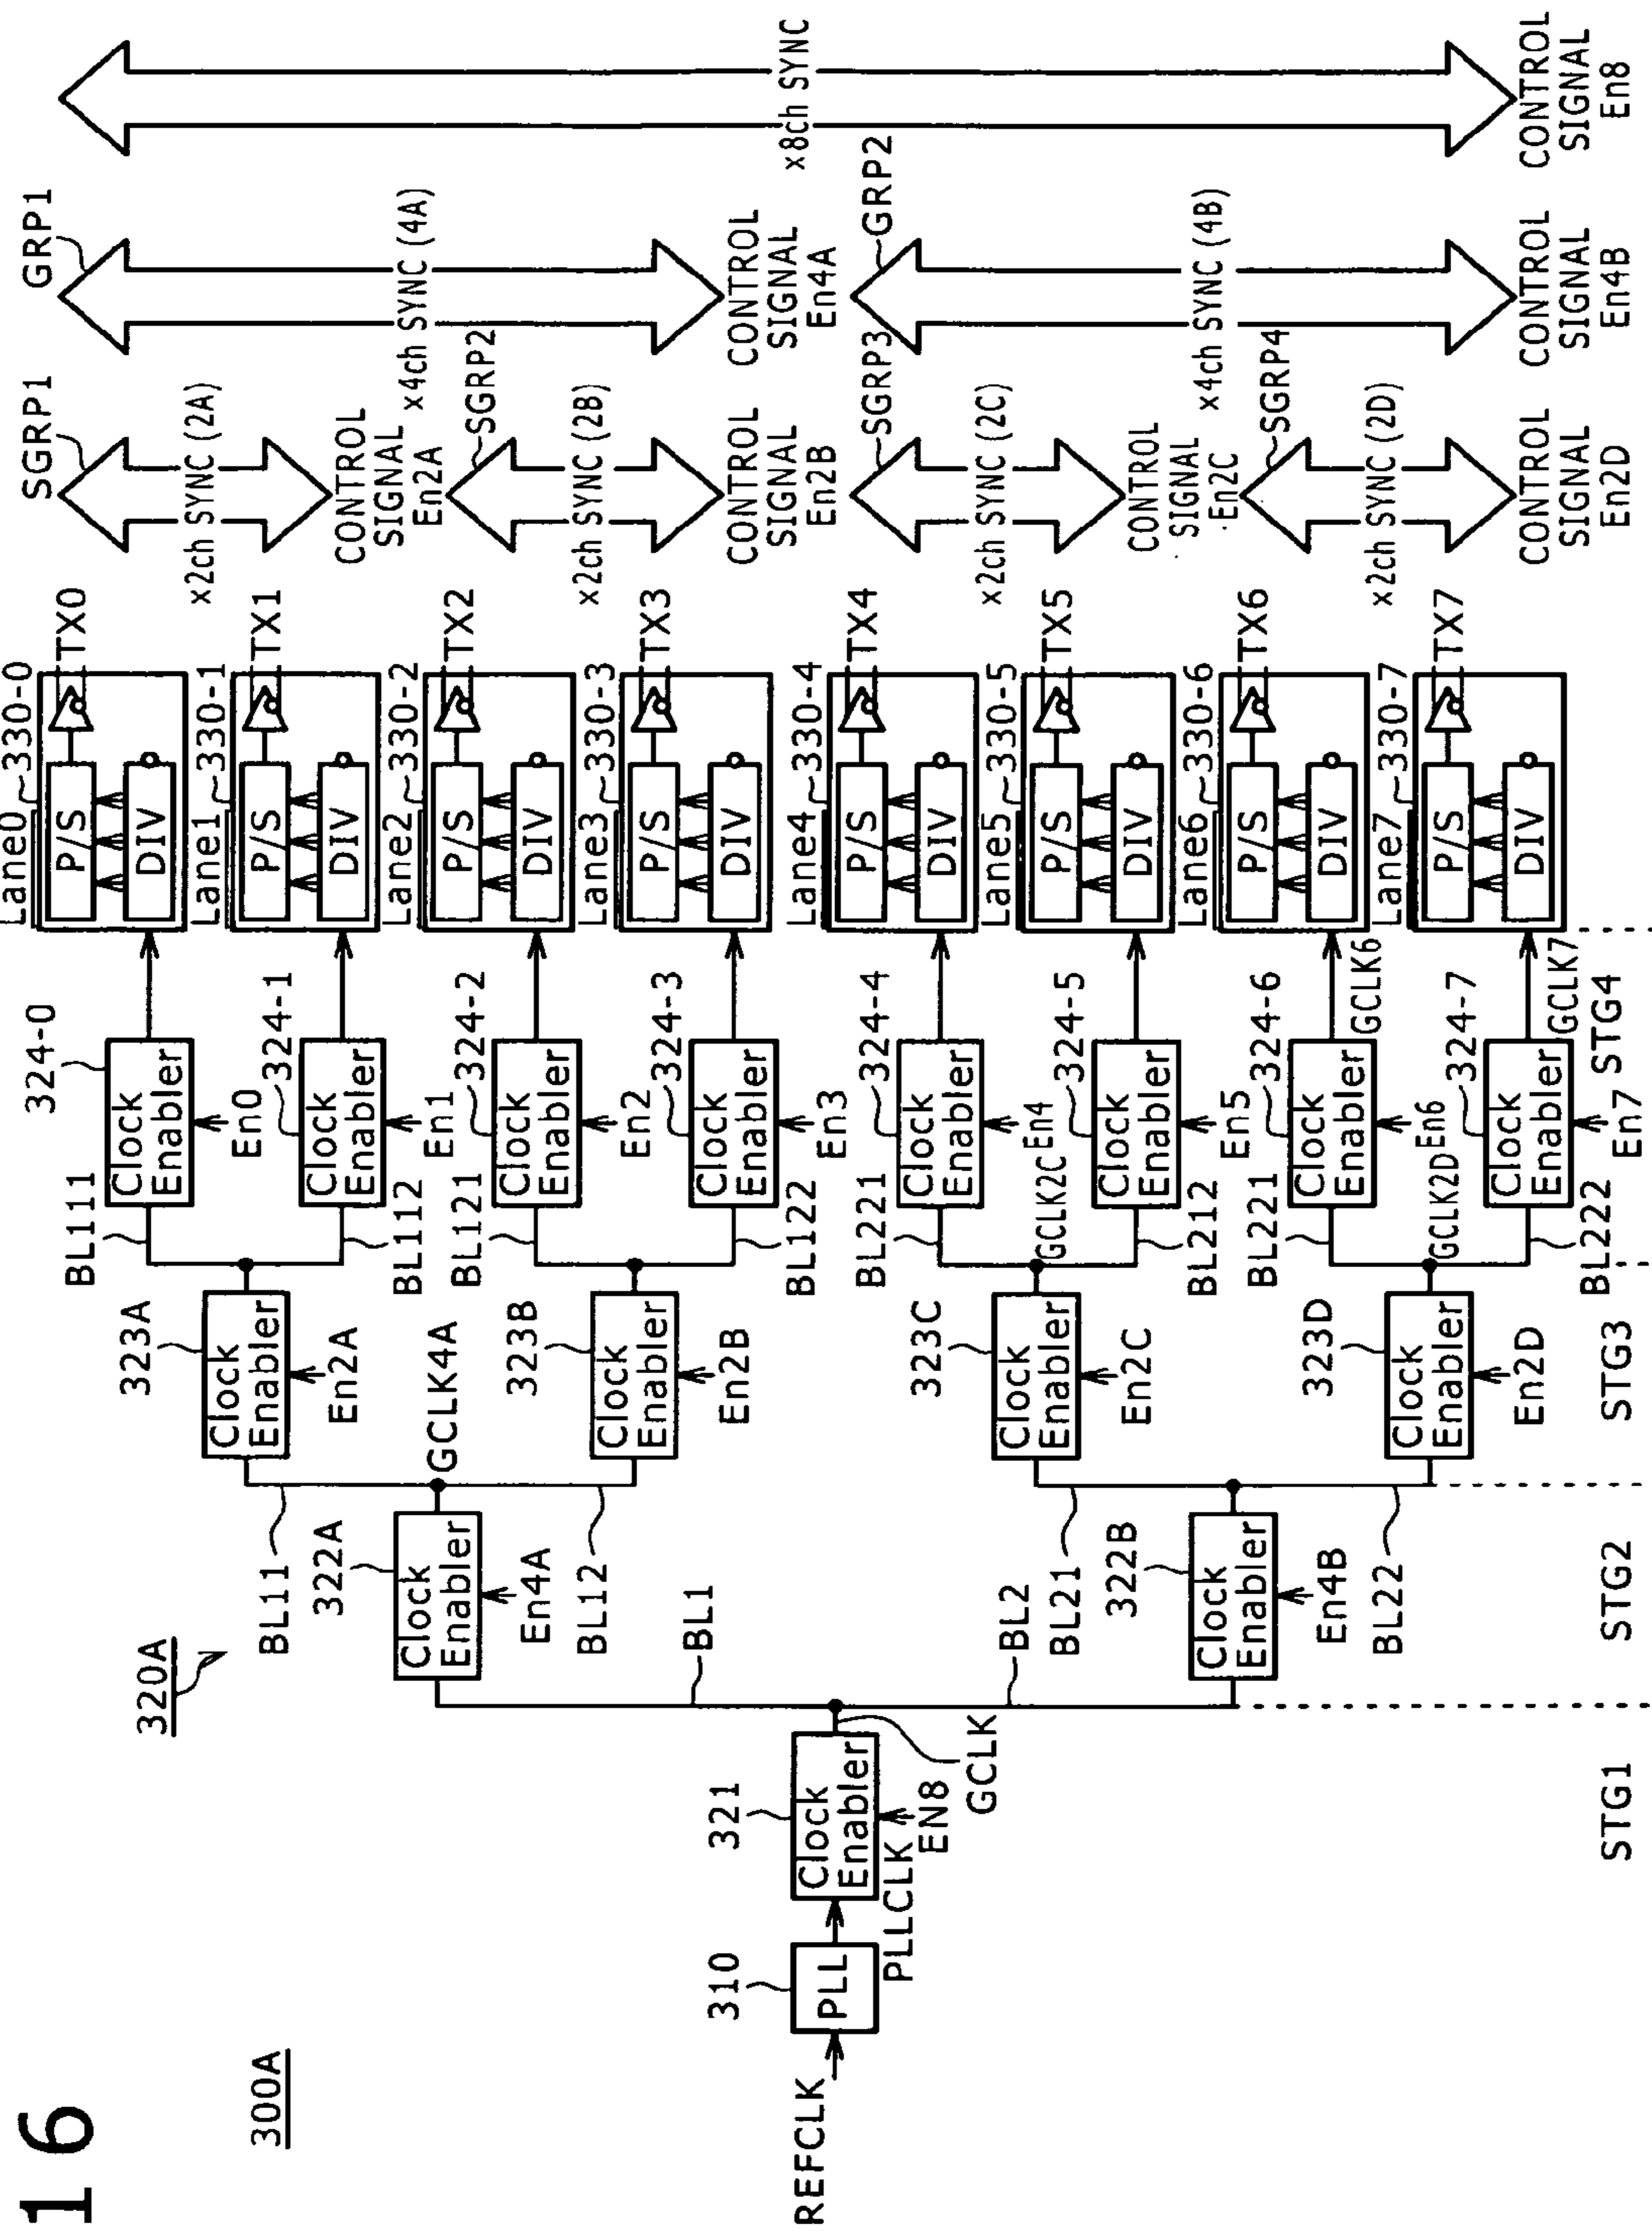 16
300A
320A
REFCLK
310
PLL
PLLCLK
321
Clock
Enabler
EN8
GCLK
BL1
BL2
322A
Clock
Enabler
En4A
BL11
BL12
GCLK4A
322B
Clock
Enabler
En4B
BL21
BL22
323A
Clock
Enabler
En2A
323B
Clock
Enabler
En2B
323C
Clock
Enabler
En2C
GCLK2C
323D
Clock
Enabler
En2D
GCLK2D
BL111
BL112
BL121
BL122
BL221
BL212
BL221
BL222
324-0
Clock
Enabler
En0
324-1
Clock
Enabler
En1
324-2
Clock
Enabler
En2
324-3
Clock
Enabler
En3
324-4
Clock
Enabler
En4
324-5
Clock
Enabler
En5
324-6
Clock
Enabler
En6
GCLK6
324-7
Clock
Enabler
En7
GCLK7
Lane0 330-0
P/S
DIV
TX0
Lane1 330-1
P/S
DIV
TX1
Lane2 330-2
P/S
DIV
TX2
Lane3 330-3
P/S
DIV
TX3
Lane4 330-4
P/S
DIV
TX4
Lane5 330-5
P/S
DIV
TX5
Lane6 330-6
P/S
DIV
TX6
Lane7 330-7
P/S
DIV
TX7
SGRP1
x2ch SYNC(2A)
CONTROL
SIGNAL
En2A
SGRP2
x2ch SYNC(2B)
CONTROL
SIGNAL
En2B
SGRP3
x2ch SYNC(2C)
CONTROL
SIGNAL
En2C
SGRP4
x2ch SYNC(2D)
CONTROL
SIGNAL
En2D
GRP1
x4ch SYNC(4A)
CONTROL
SIGNAL
En4A
GRP2
x4ch SYNC(4B)
CONTROL
SIGNAL
En4B
x8ch SYNC
CONTROL
SIGNAL
En8
STG1
STG2
STG3
STG4